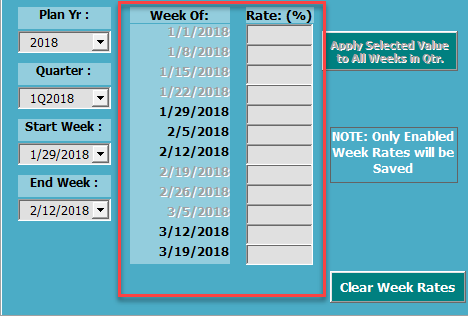 Plan Yr :
2018
Quarter :
1Q2018
Start Week :
1/29/2018
End Week :
2/12/2018
Week Of: Rate: (%)
1/1/2018
1/8/2018
1/15/2018
1/22/2018
1/29/2018
2/5/2018
2/12/2018
2/19/2018
2/26/2018
3/5/2018
3/12/2018
3/19/2018
Apply Selected Value
to All Weeks in Qtr.
NOTE: Only Enabled
Week Rates will be
Saved
Clear Week Rates